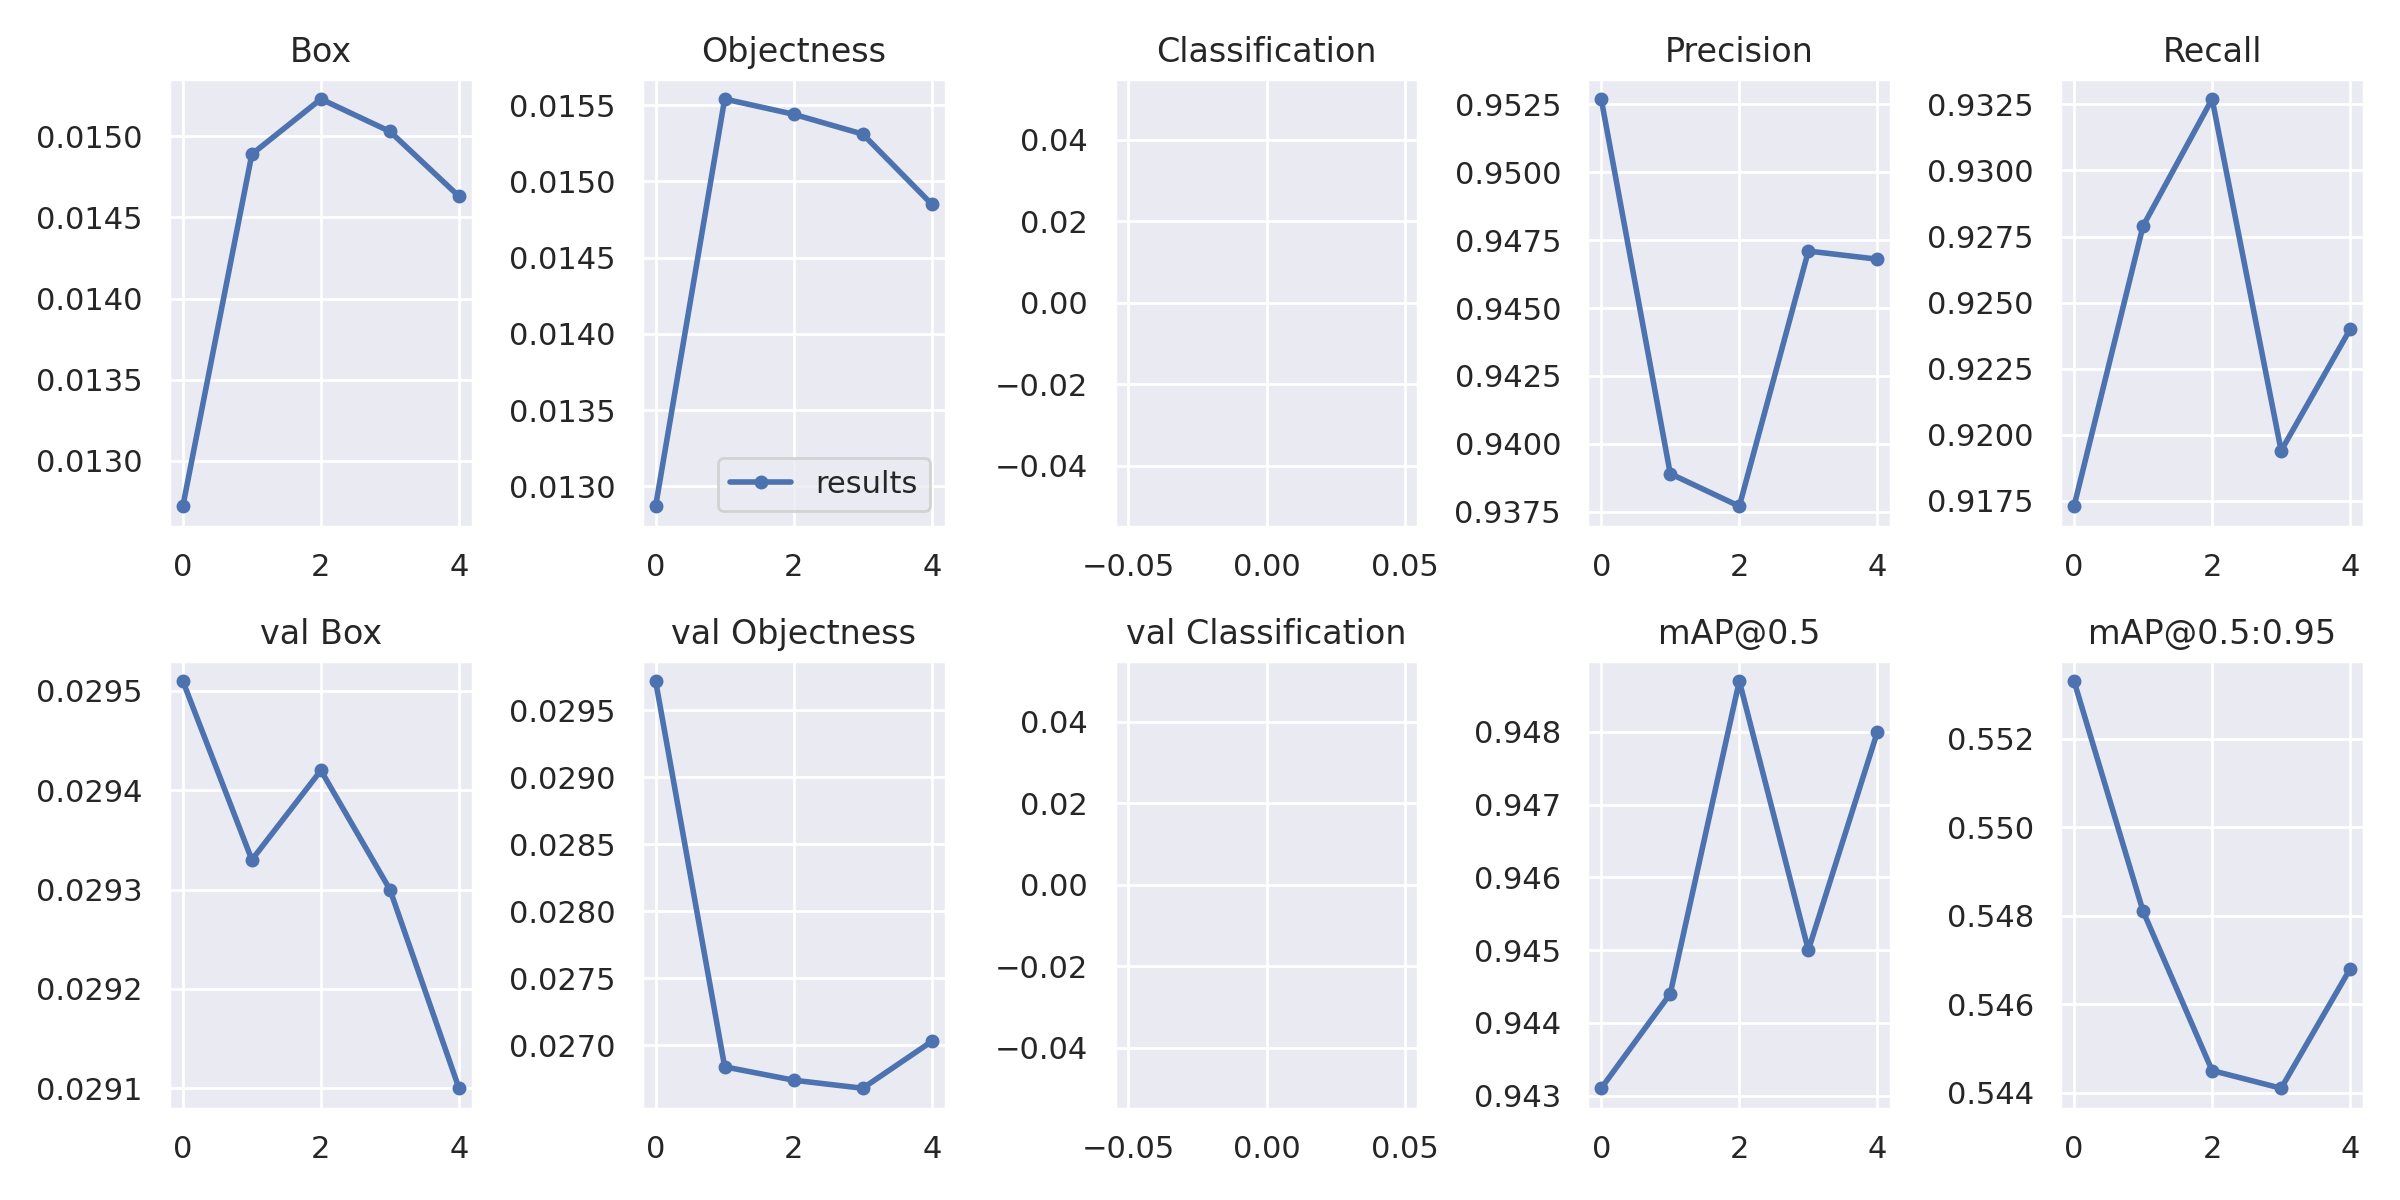 Box
0.0150
0.0145
0.0140
0.0135
0.0130
0 2 4
Objectness
0.0155
0.0150
0.0145
0.0140
0.0135
0.0130
results
0 2 4
Classification
0.04
0.02
0.00
−0.02
−0.04
−0.05 0.00 0.05
Precision
0.9525
0.9500
0.9475
0.9450
0.9425
0.9400
0.9375
0 2 4
Recall
0.9325
0.9300
0.9275
0.9250
0.9225
0.9200
0.9175
0 2 4
val Box
0.0295
0.0294
0.0293
0.0292
0.0291
0 2 4
val Objectness
0.0295
0.0290
0.0285
0.0280
0.0275
0.0270
0 2 4
val Classification
0.04
0.02
0.00
−0.02
−0.04
−0.05 0.00 0.05
mAP@0.5
0.948
0.947
0.946
0.945
0.944
0.943
0 2 4
mAP@0.5:0.95
0.552
0.550
0.548
0.546
0.544
0 2 4